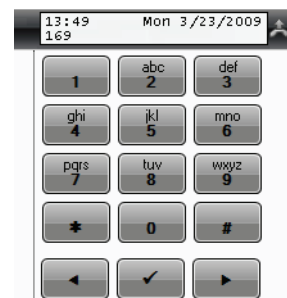 13:49 Mon 3/23/2009
169
1 abc 2 def 3
ghi 4 jkl 5 mno 6
pqrs 7 tuv 8 wxyz 9
* 0 #